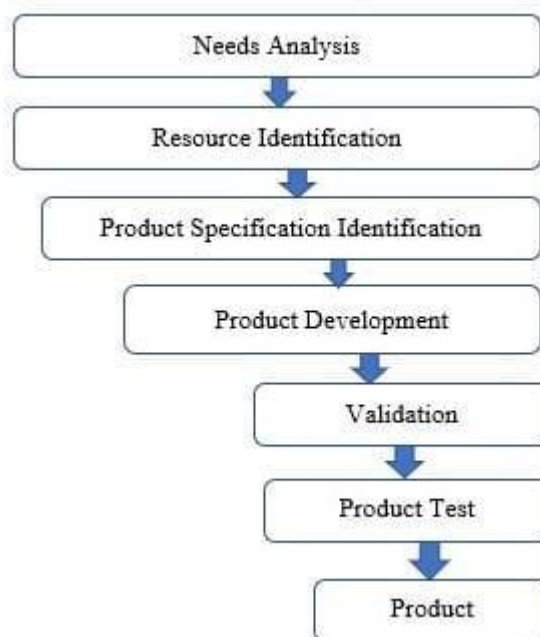 Needs Analysis
Resource Identification
Product Specification Identification
Product Development
Validation
Product Test
Product